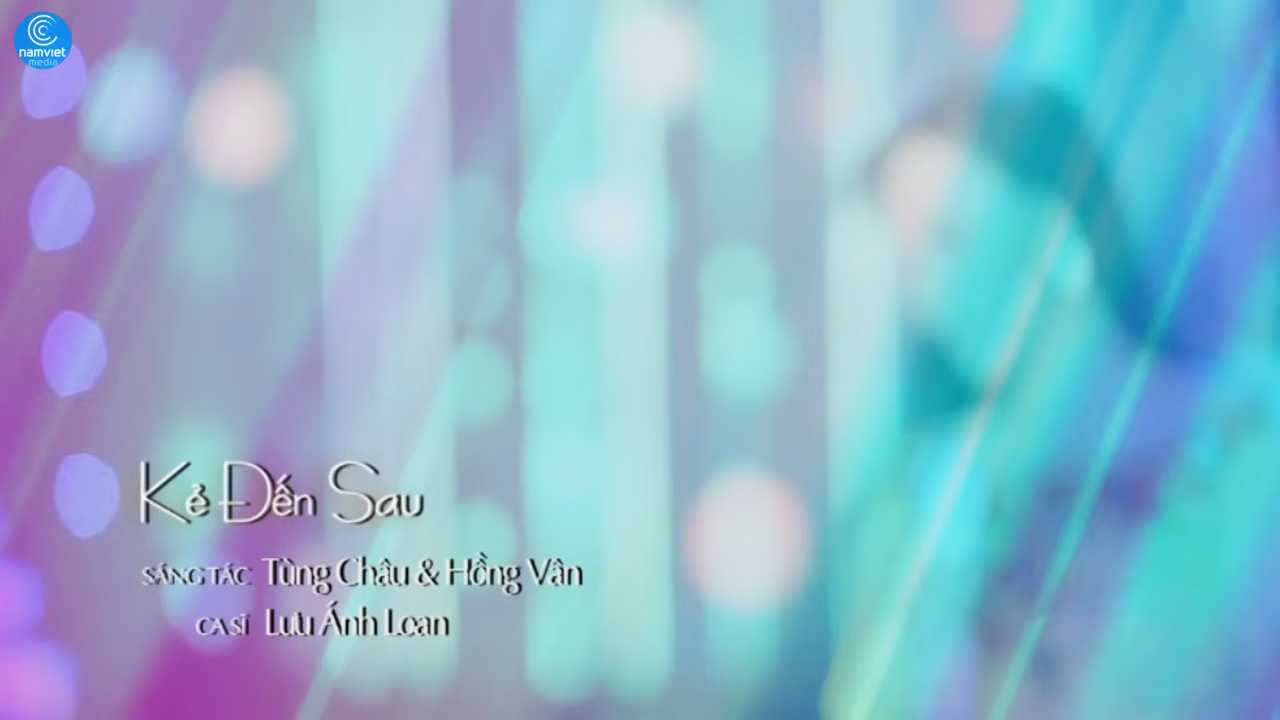 namviet
media
Kẻ Đến Sau
SÁNG TÁC Tùng Châu & Hồng Vân
CA SĨ Lưu Ánh Loan